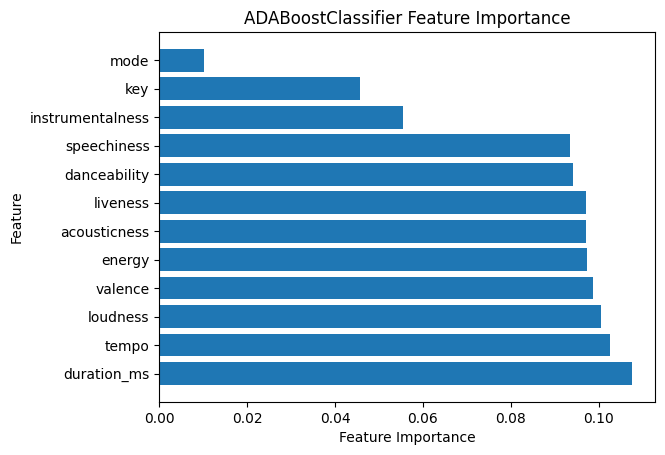 ADABoostClassifier Feature Importance
mode
key
instrumentalness
speechiness
danceability
liveness
acousticness
energy
valence
loudness
tempo
duration_ms
Feature
0.00 0.02 0.04 0.06 0.08 0.10
Feature Importance